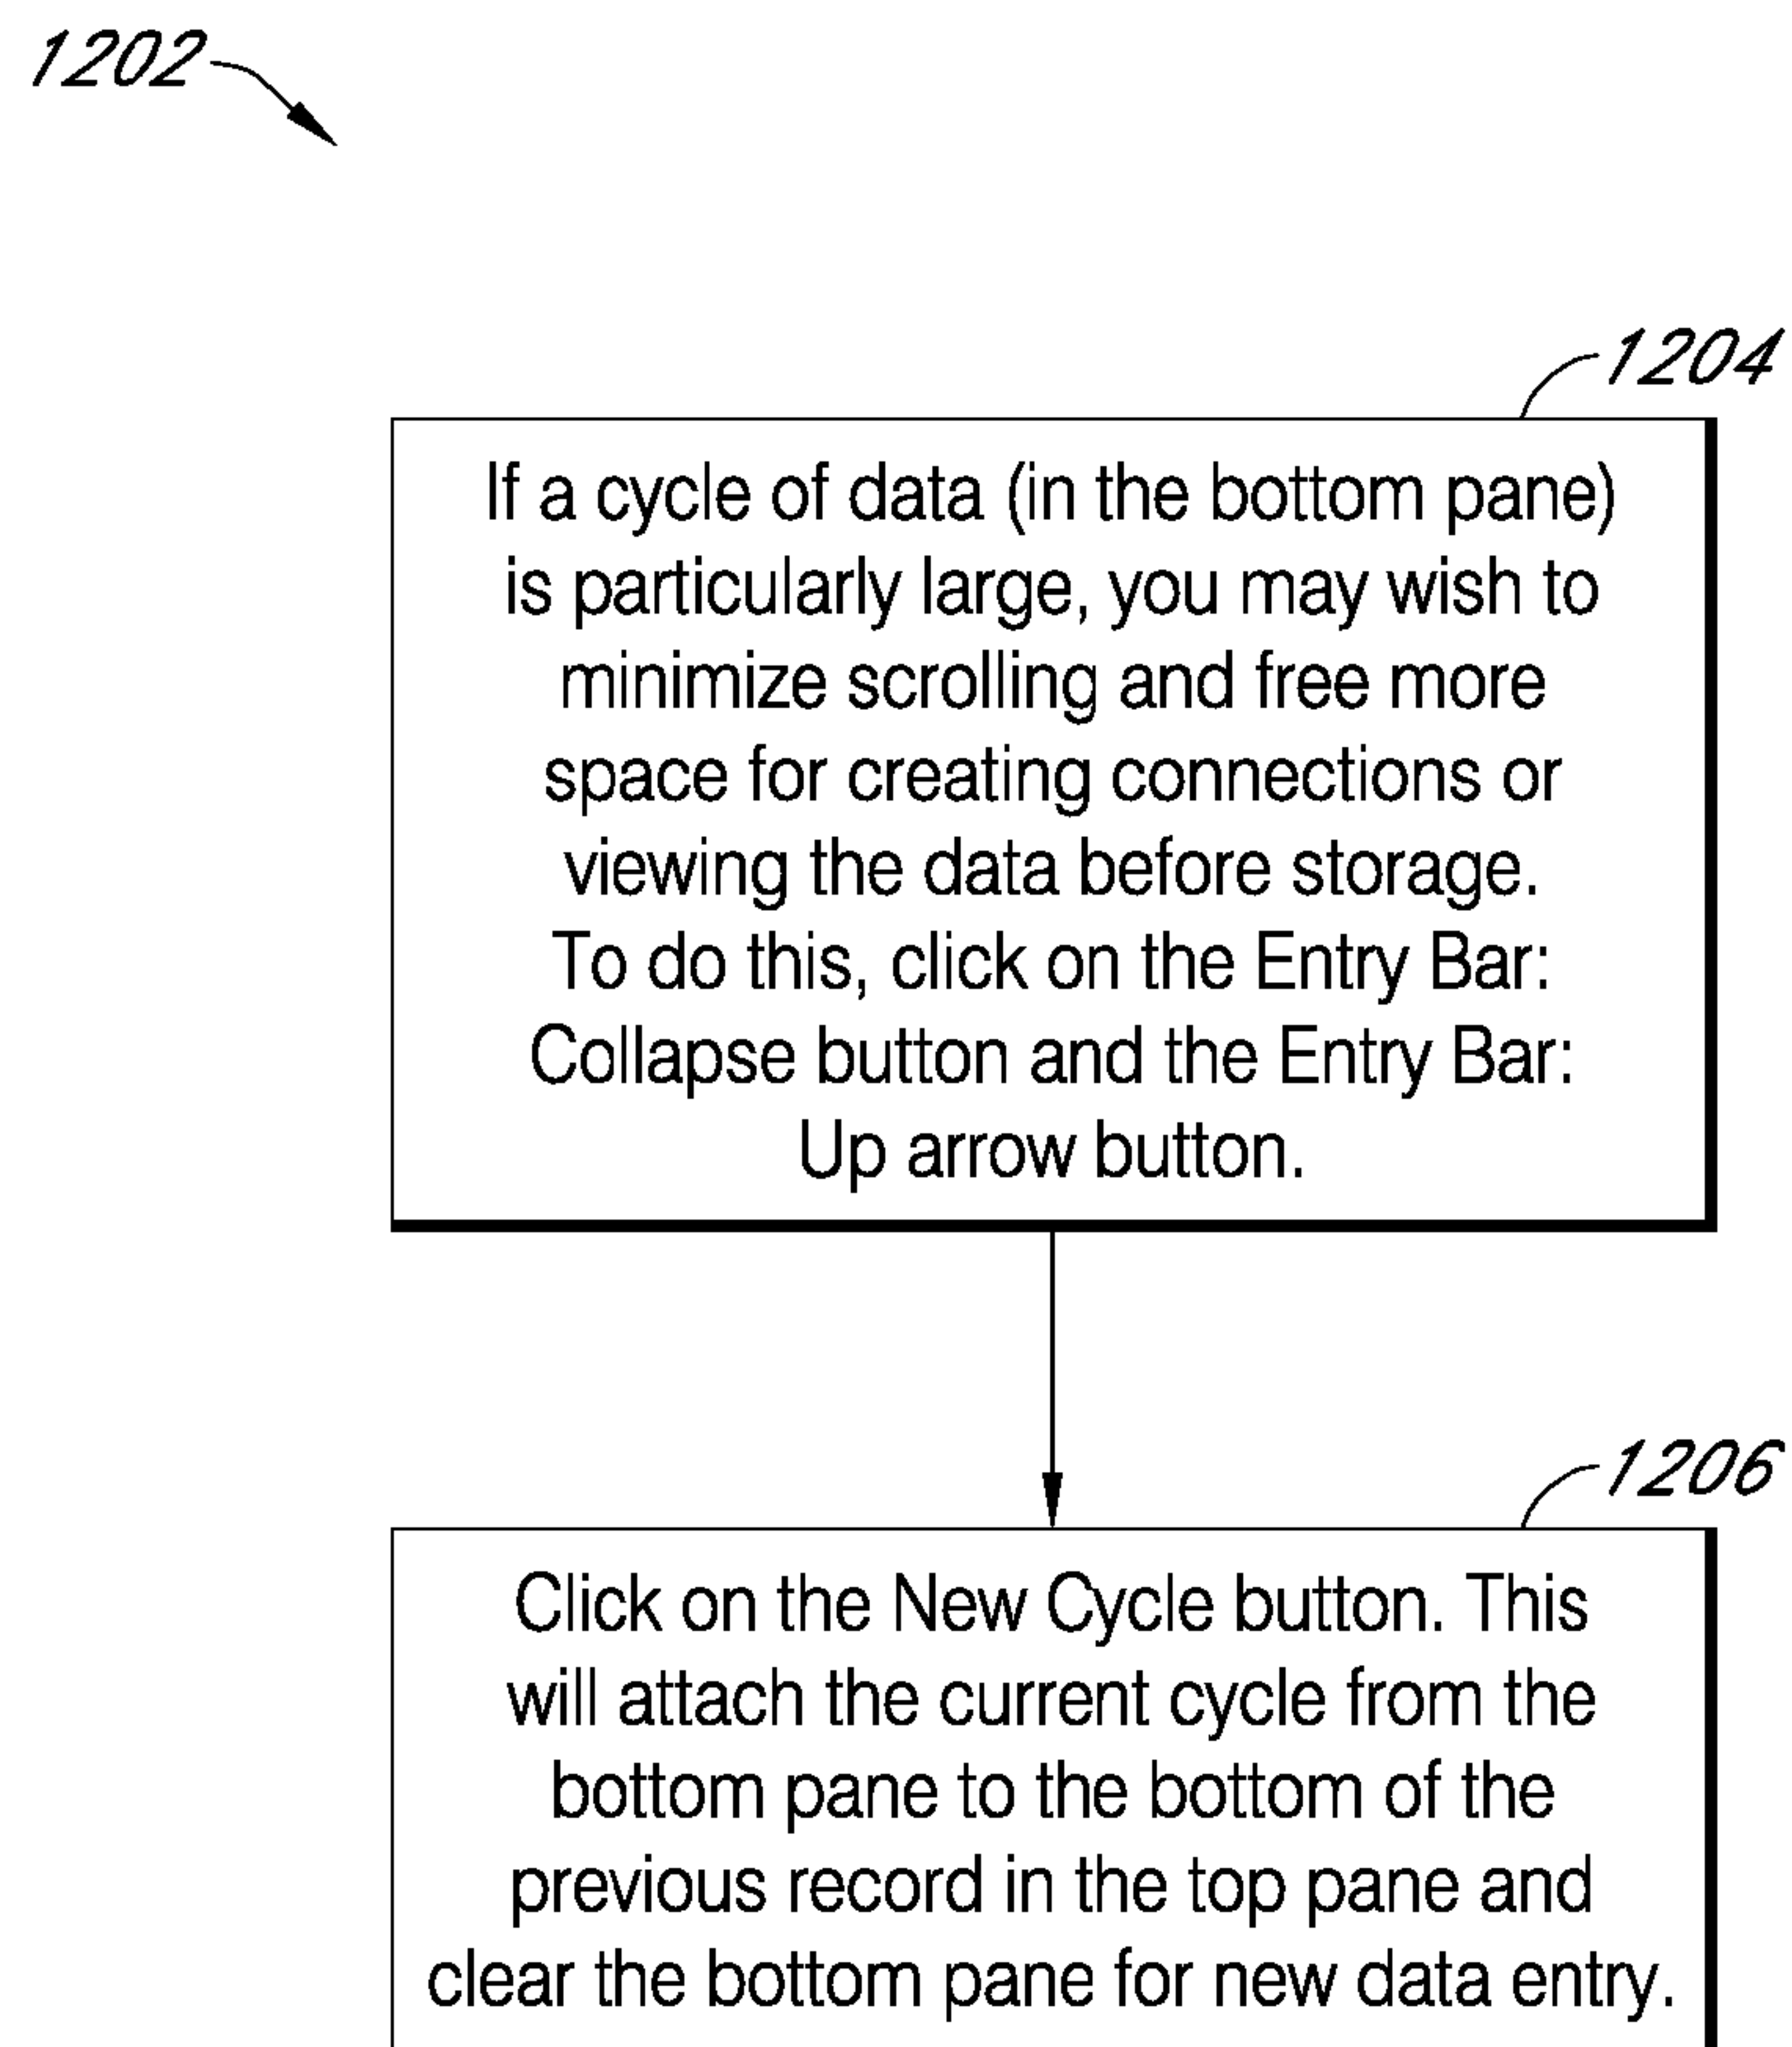 1202
1204
If a cycle of data (in the bottom pane)
is particularly large, you may wish to
minimize scrolling and free more
space for creating connections or
viewing the data before storage.
To do this, click on the Entry Bar:
Collapse button and the Entry Bar:
Up arrow button.
1206
Click on the New Cycle button. This
will attach the current cycle from the
bottom pane to the bottom of the
previous record in the top pane and
clear the bottom pane for new data entry.